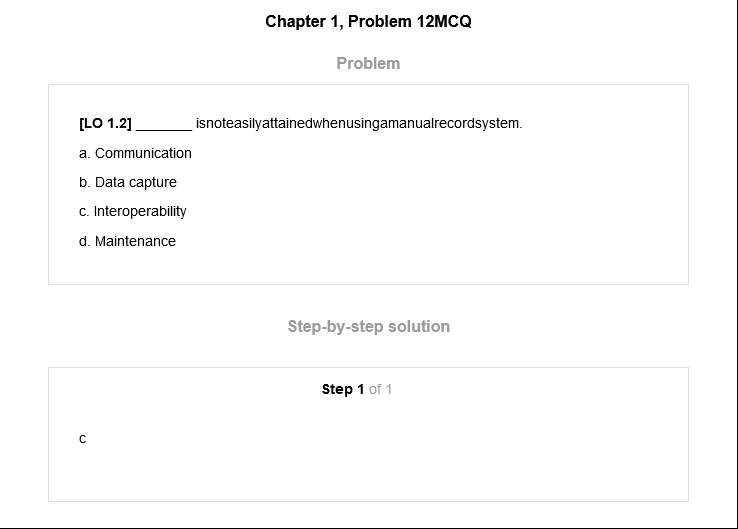 Chapter 1, Problem 12MCQ
Problem
[LO 1.2] _______ isnoteasilyattainedwhenusingamanualrecordsystem.
a. Communication
b. Data capture
c. Interoperability
d. Maintenance
Step-by-step solution
Step 1 of 1
c